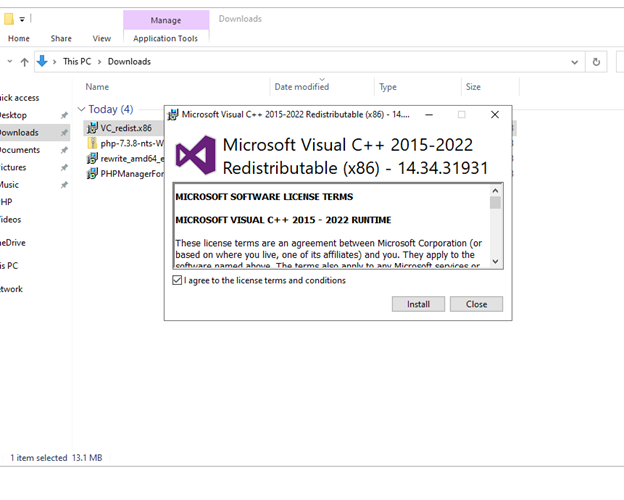 Manage
Downloads
Home Share View Application Tools
This PC > Downloads
Name Date modified Type Size
uick access
esktop
ownloads
ocuments
ictures
Music
HP
ideos
neDrive
is PC
etwork
Today (4)
VC_redist.x86
php-7.3.8-nts-W
rewrite_amd64_e
PHPManagerFor
Microsoft Visual C++ 2015-2022 Redistributable (x86) - 14....
Microsoft Visual C++ 2015-2022
Redistributable (x86) - 14.34.31931
MICROSOFT SOFTWARE LICENSE TERMS
MICROSOFT VISUAL C++ 2015 - 2022 RUNTIME
These license terms are an agreement between Microsoft Corporation (or
based on where you live, one of its affiliates) and you. They apply to the
software named above. The terms also apply to any Microsoft services or
I agree to the license terms and conditions
Install Close
1 item selected 13.1 MB